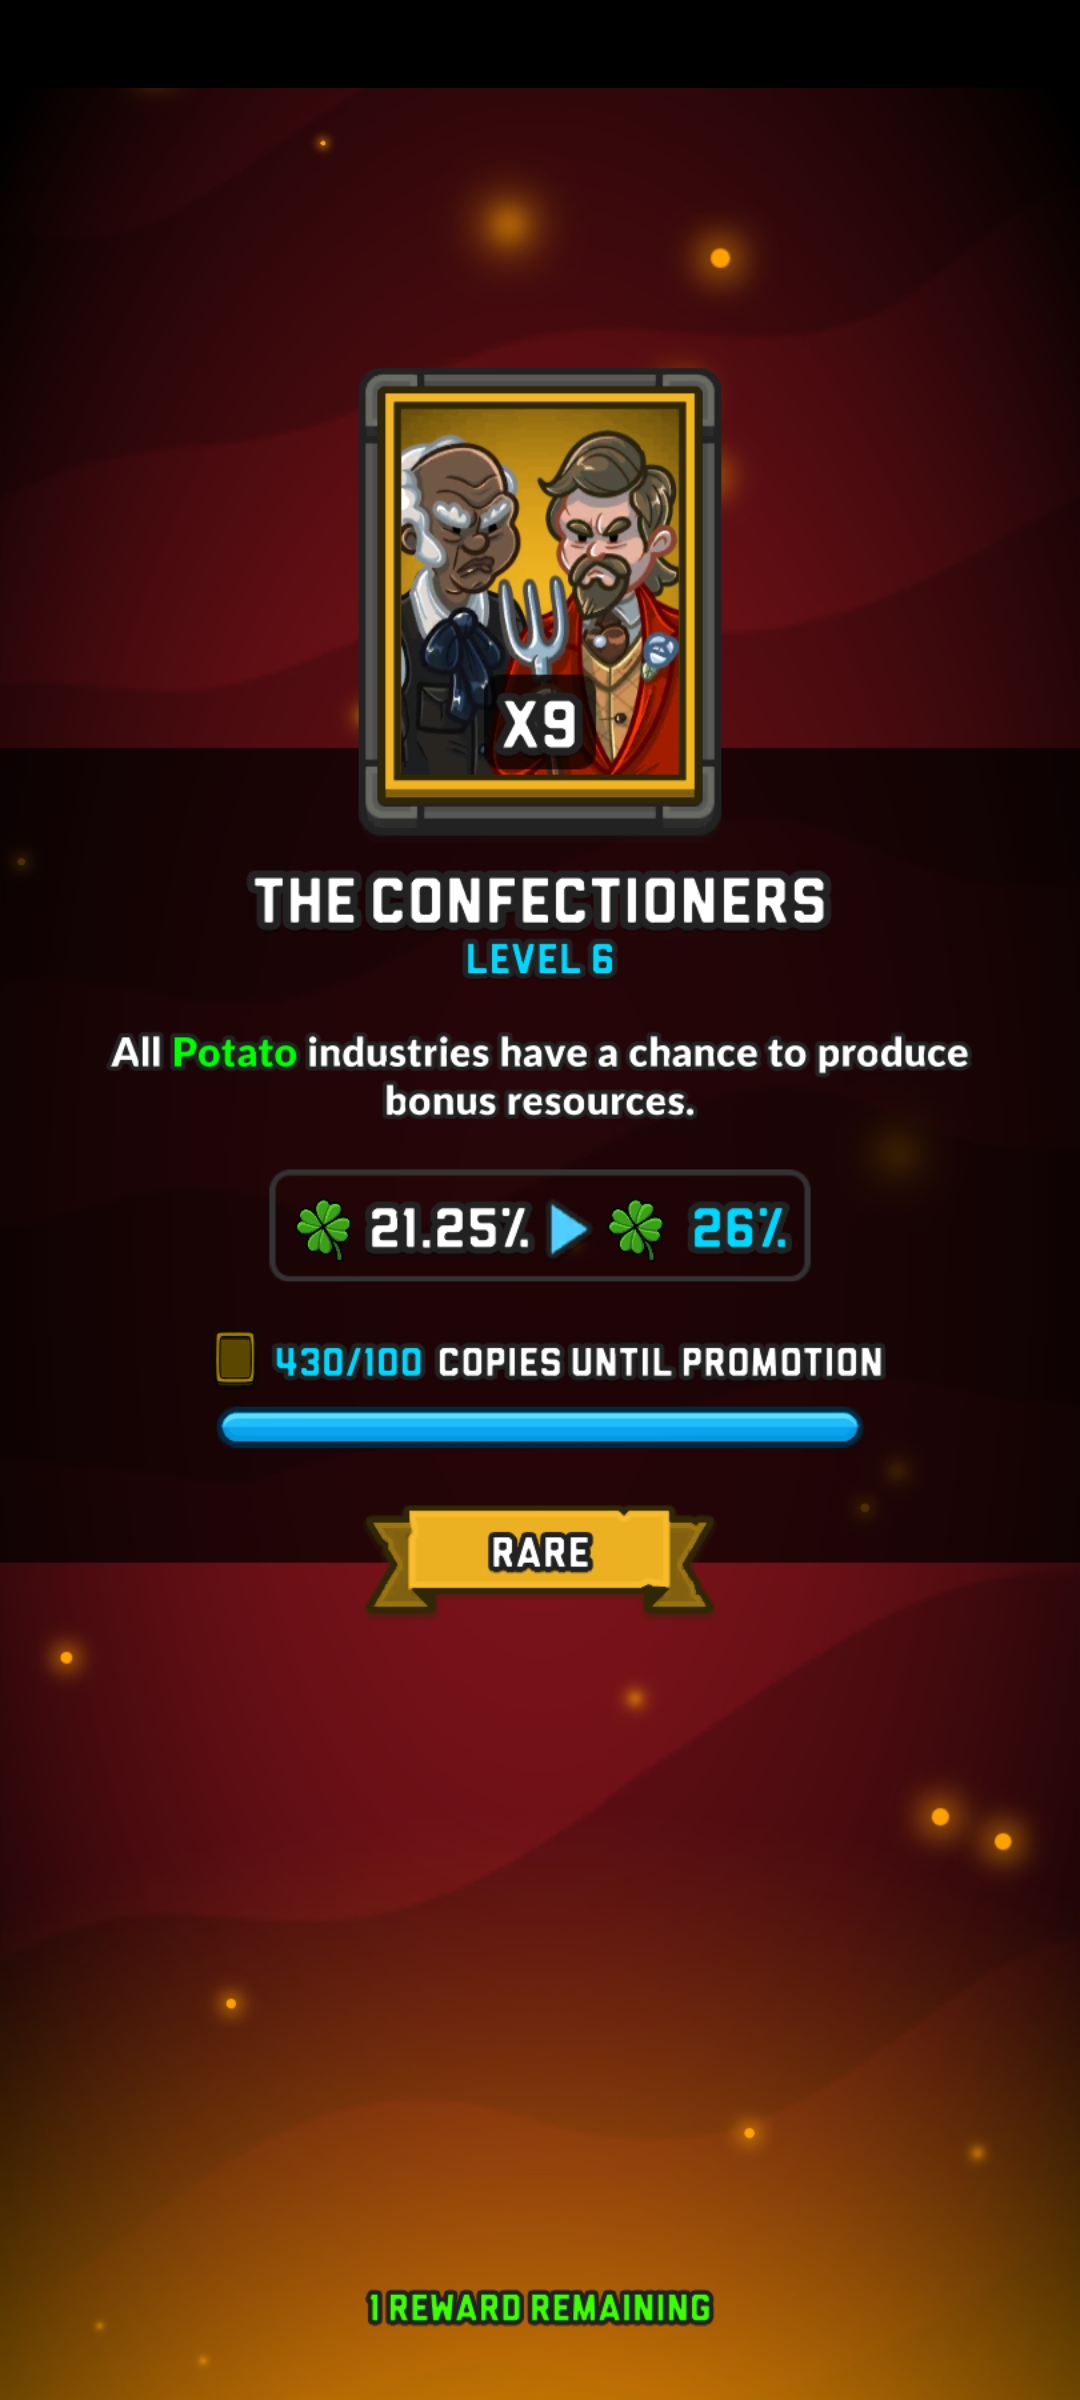 X9
THE CONFECTIONERS
LEVEL 6
All Potato industries have a chance to produce
bonus resources.
21.25% 26%
430/100 COPIES UNTIL PROMOTION
RARE
1 REWARD REMAINING